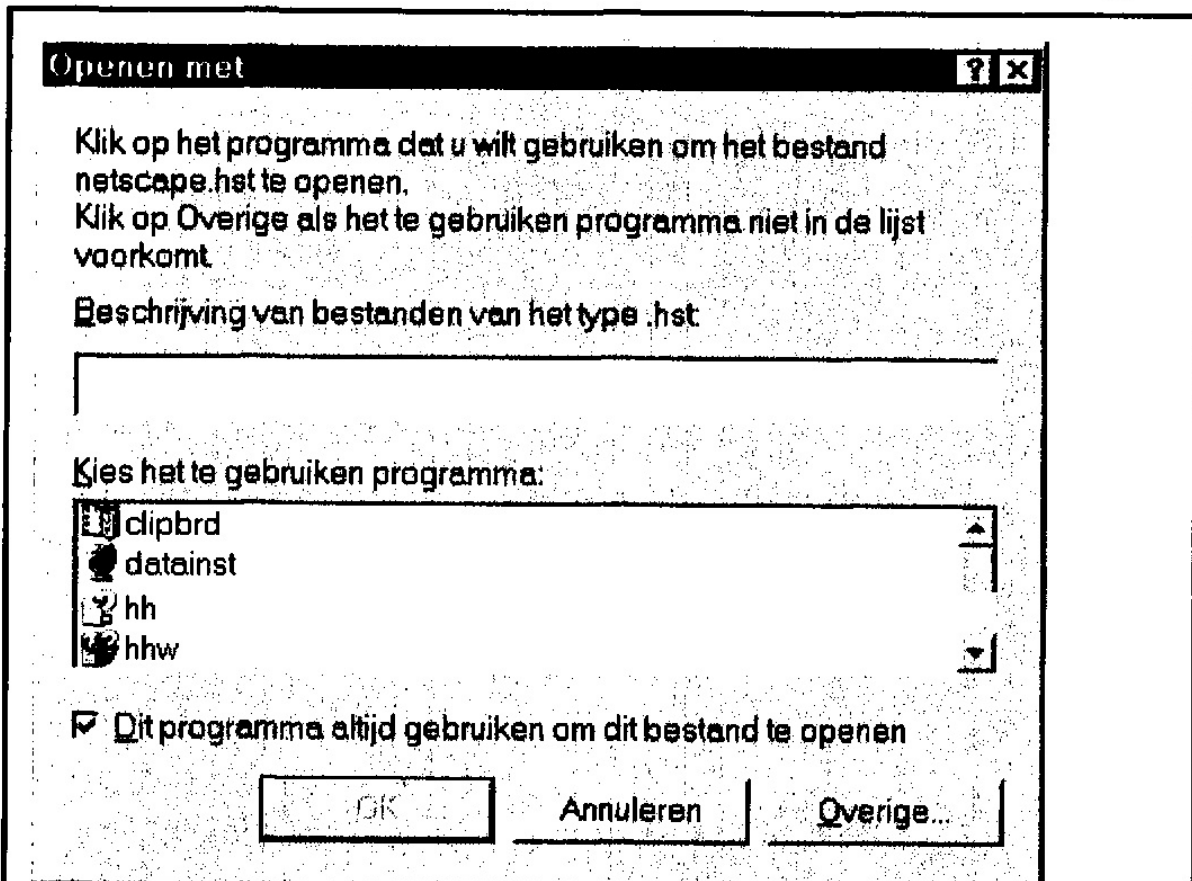 Openen met
Klik op het programma dat u wilt gebruiken om het bestand
netscape.hst te openen.
Klik op Overige als het te gebruiken programma niet in de lijst
voorkomt.
Beschrijving van bestanden van het type .hst:
Kies het te gebruiken programma:
clipbrd
datainst
hh
hhw
Dit programma altijd gebruiken om dit bestand te openen
OK Annuleren Overige...